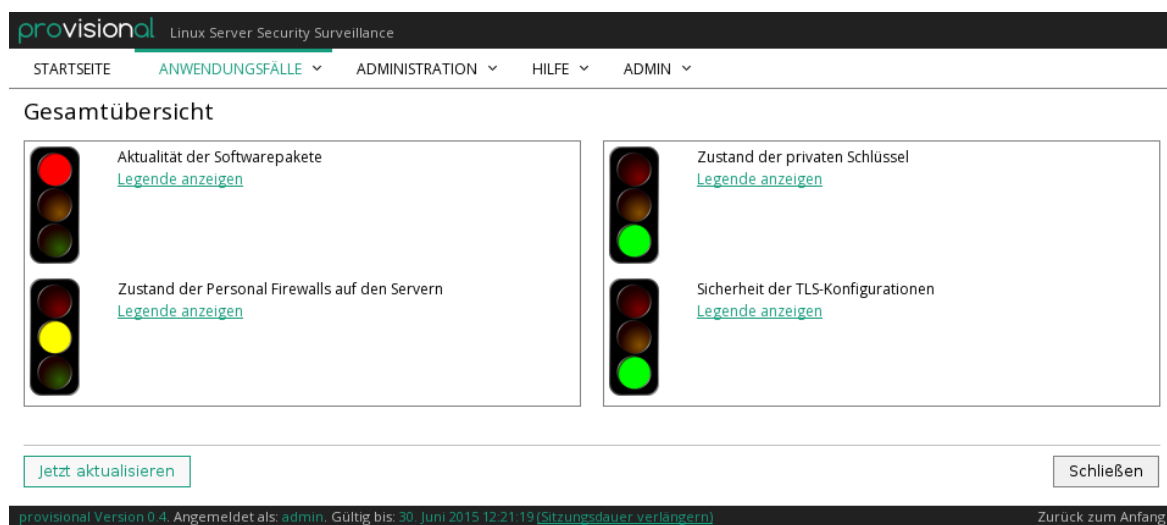 provisional Linux Server Security Surveillance
STARTSEITE ANWENDUNGSFÄLLE ADMINISTRATION HILFE ADMIN
Gesamtübersicht
Aktualität der Softwarepakete
Legende anzeigen
Zustand der privaten Schlüssel
Legende anzeigen
Zustand der Personal Firewalls auf den Servern
Legende anzeigen
Sicherheit der TLS-Konfigurationen
Legende anzeigen
Jetzt aktualisieren
Schließen
provisional Version 0.4. Angemeldet als: admin. Gültig bis: 30. Juni 2015 12:21:19 (Sitzungsdauer verlängern) Zurück zum Anfang